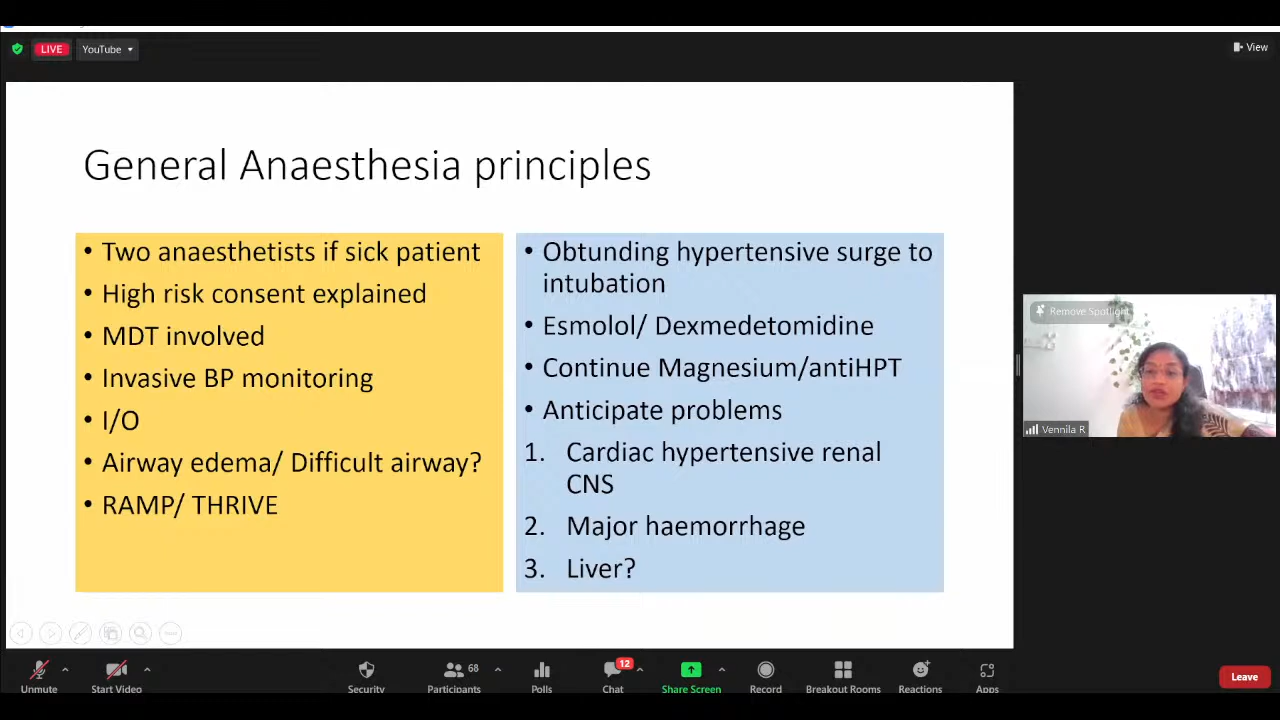 LIVE
YouTube
View
General Anaesthesia principles
• Two anaesthetists if sick patient
• High risk consent explained
• MDT involved
• Invasive BP monitoring
• I/O
• Airway edema/ Difficult airway?
• RAMP/ THRIVE
• Obtunding hypertensive surge to
intubation
• Esmolol/ Dexmedetomidine
• Continue Magnesium/antiHPT
• Anticipate problems
1. Cardiac hypertensive renal
CNS
2. Major haemorrhage
3. Liver?
Remove Spotlight
Vennila R
Unmute
Start Video
Security
68
Participants
Polls
12
Chat
Share Screen
Record
Breakout Rooms
Reactions
Apps
Leave